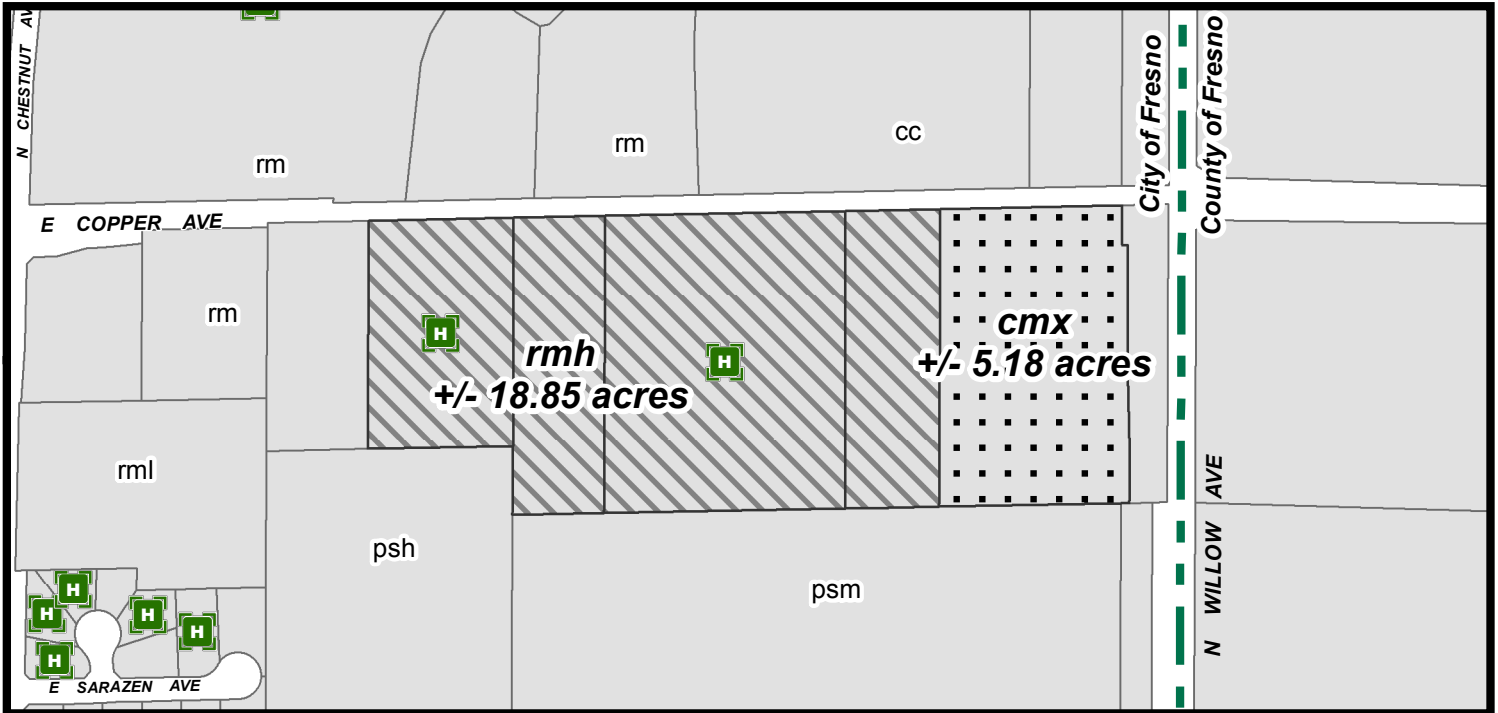 N CHESTNUT AV
rm
rm
cc
City of Fresno
County of Fresno
E COPPER AVE
rm
H
H
rmh
+/- 18.85 acres
cmx
+/- 5.18 acres
rml
psh
psm
N WILLOW AVE
H
H
H
H
H
E SARAZEN AVE